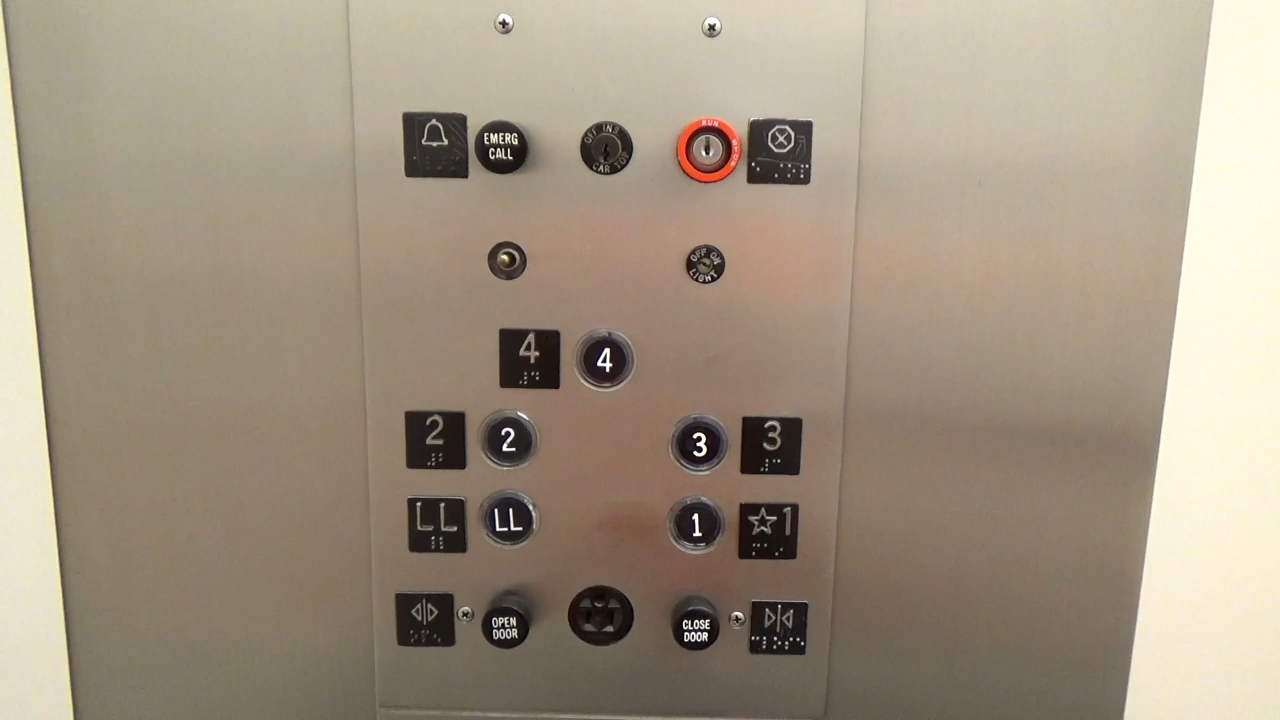 EMERG
CALL
OFF INS
CAR TOP
RUN
STOP
OFF ON
LIGHT
4
4
2
2
3
3
LL
LL
1
☆1
OPEN
DOOR
CLOSE
DOOR